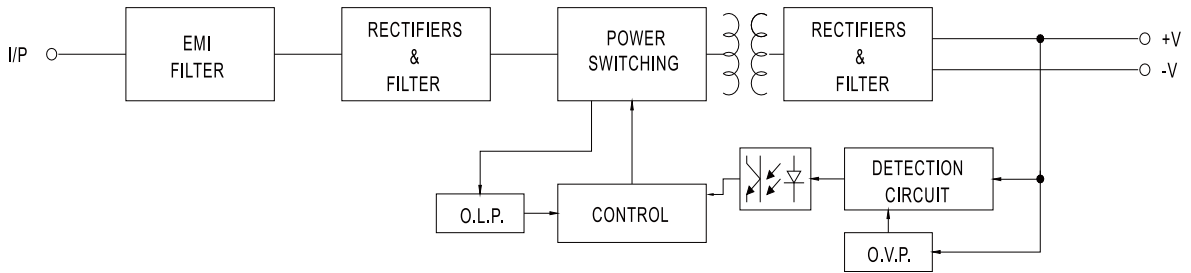 I/P
EMI
FILTER
RECTIFIERS
&
FILTER
POWER
SWITCHING
RECTIFIERS
&
FILTER
+V
-V
O.L.P.
CONTROL
DETECTION
CIRCUIT
O.V.P.